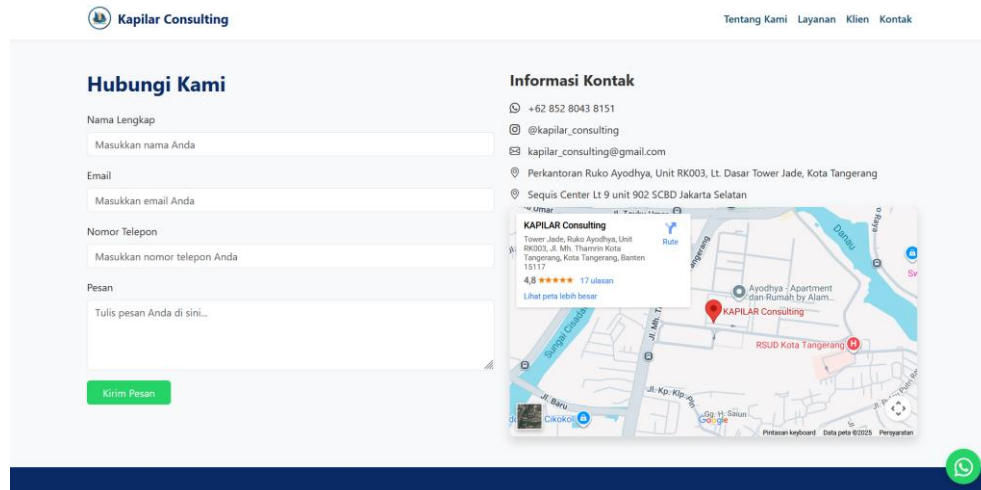 Kapilar Consulting
Tentang Kami Layanan Klien Kontak
Hubungi Kami
Nama Lengkap
Masukkan nama Anda
Email
Masukkan email Anda
Nomor Telepon
Masukkan nomor telepon Anda
Pesan
Tulis pesan Anda di sini...
Kirim Pesan
Informasi Kontak
+62 852 8043 8151
@kapilar_consulting
kapilar_consulting@gmail.com
Perkantoran Ruko Ayodhya, Unit RK003, Lt. Dasar Tower Jade, Kota Tangerang
Sequis Center Lt 9 unit 902 SCBD Jakarta Selatan
KAPILAR Consulting
Tower Jade, Ruko Ayodhya, Unit
RK003, Jl. Mh. Thamrin Kota
Tangerang, Kota Tangerang, Banten
15117
4,8 ★★★★★ 17 ulasan
Lihat peta lebih besar
Rute
Danau
Ayodhya - Apartment
dan Rumah by Alam...
KAPILAR Consulting
RSUD Kota Tangerang
Sungai Cisadane
Jl. Mh. T
Jl. Kp. Klp.
Jl. Baru
Cikokol
Gg. H. Saiun
Google
Pintasan keyboard Data peta ©2025 Persyaratan